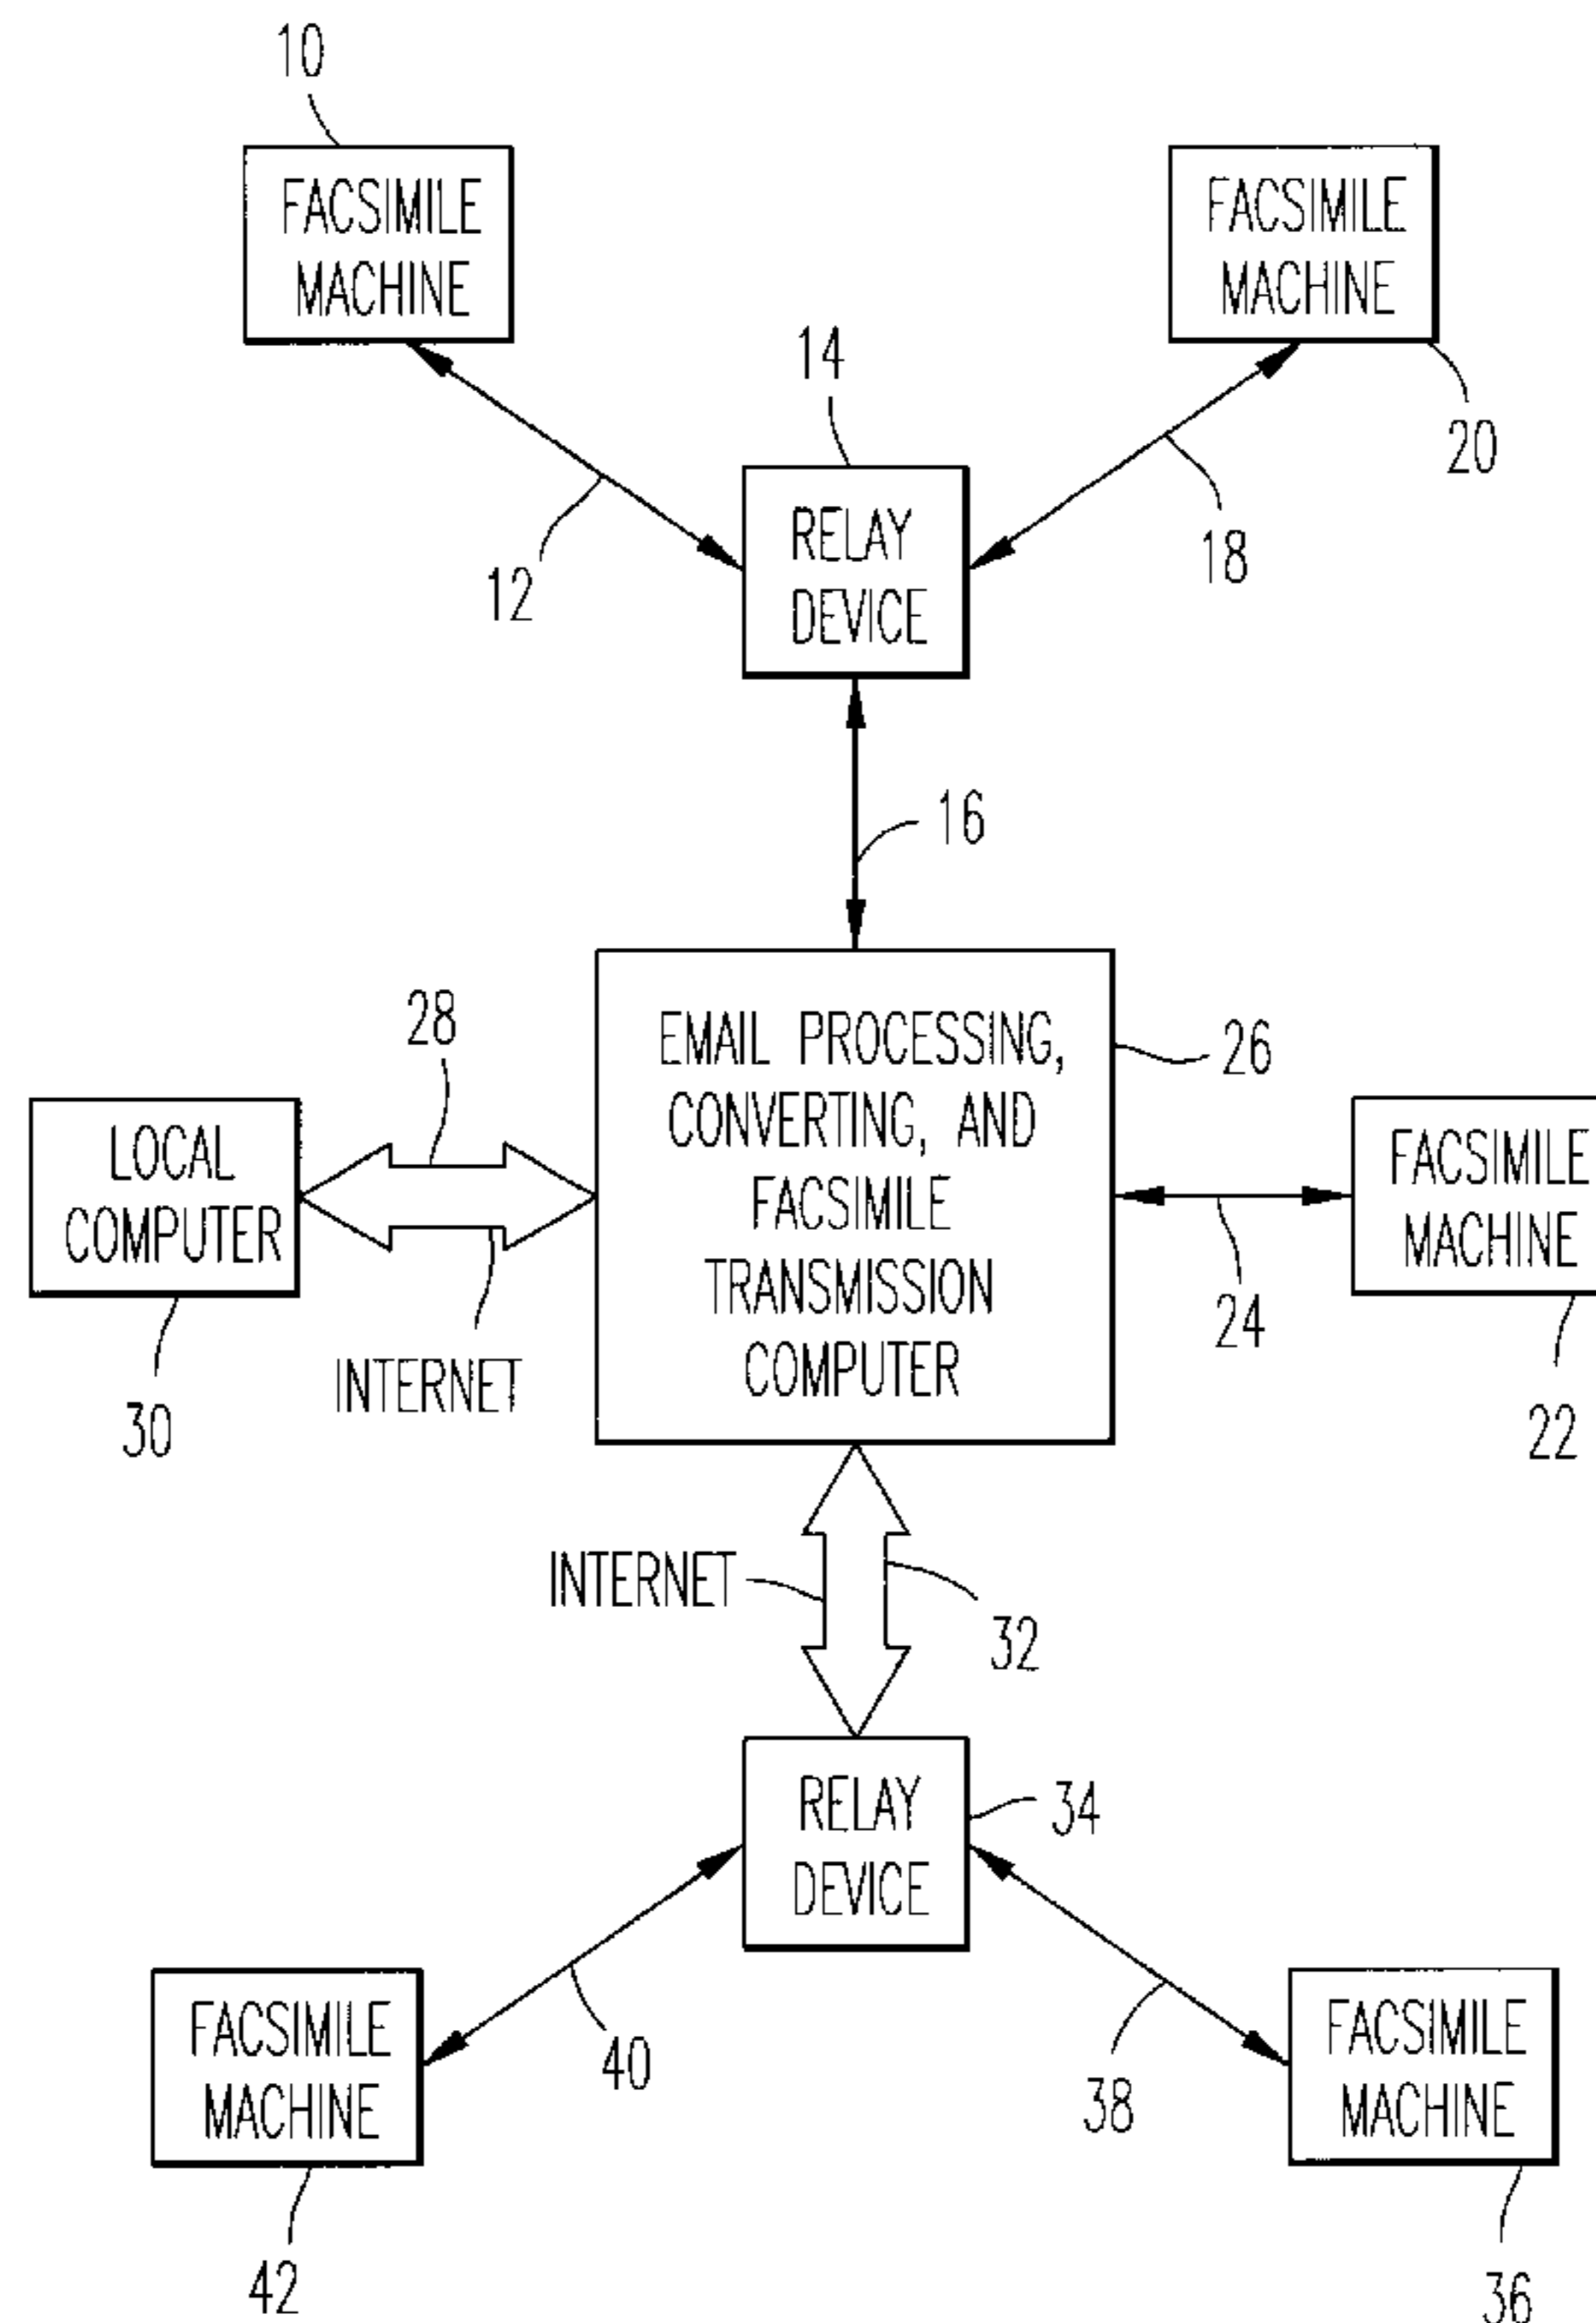 10
FACSIMILE
MACHINE
FACSIMILE
MACHINE
14
20
RELAY
DEVICE
12
18
16
28
EMAIL PROCESSING,
CONVERTING, AND
FACSIMILE
TRANSMISSION
COMPUTER
26
LOCAL
COMPUTER
FACSIMILE
MACHINE
24
INTERNET
30
22
INTERNET
32
RELAY
DEVICE
34
FACSIMILE
MACHINE
40
38
FACSIMILE
MACHINE
42
36